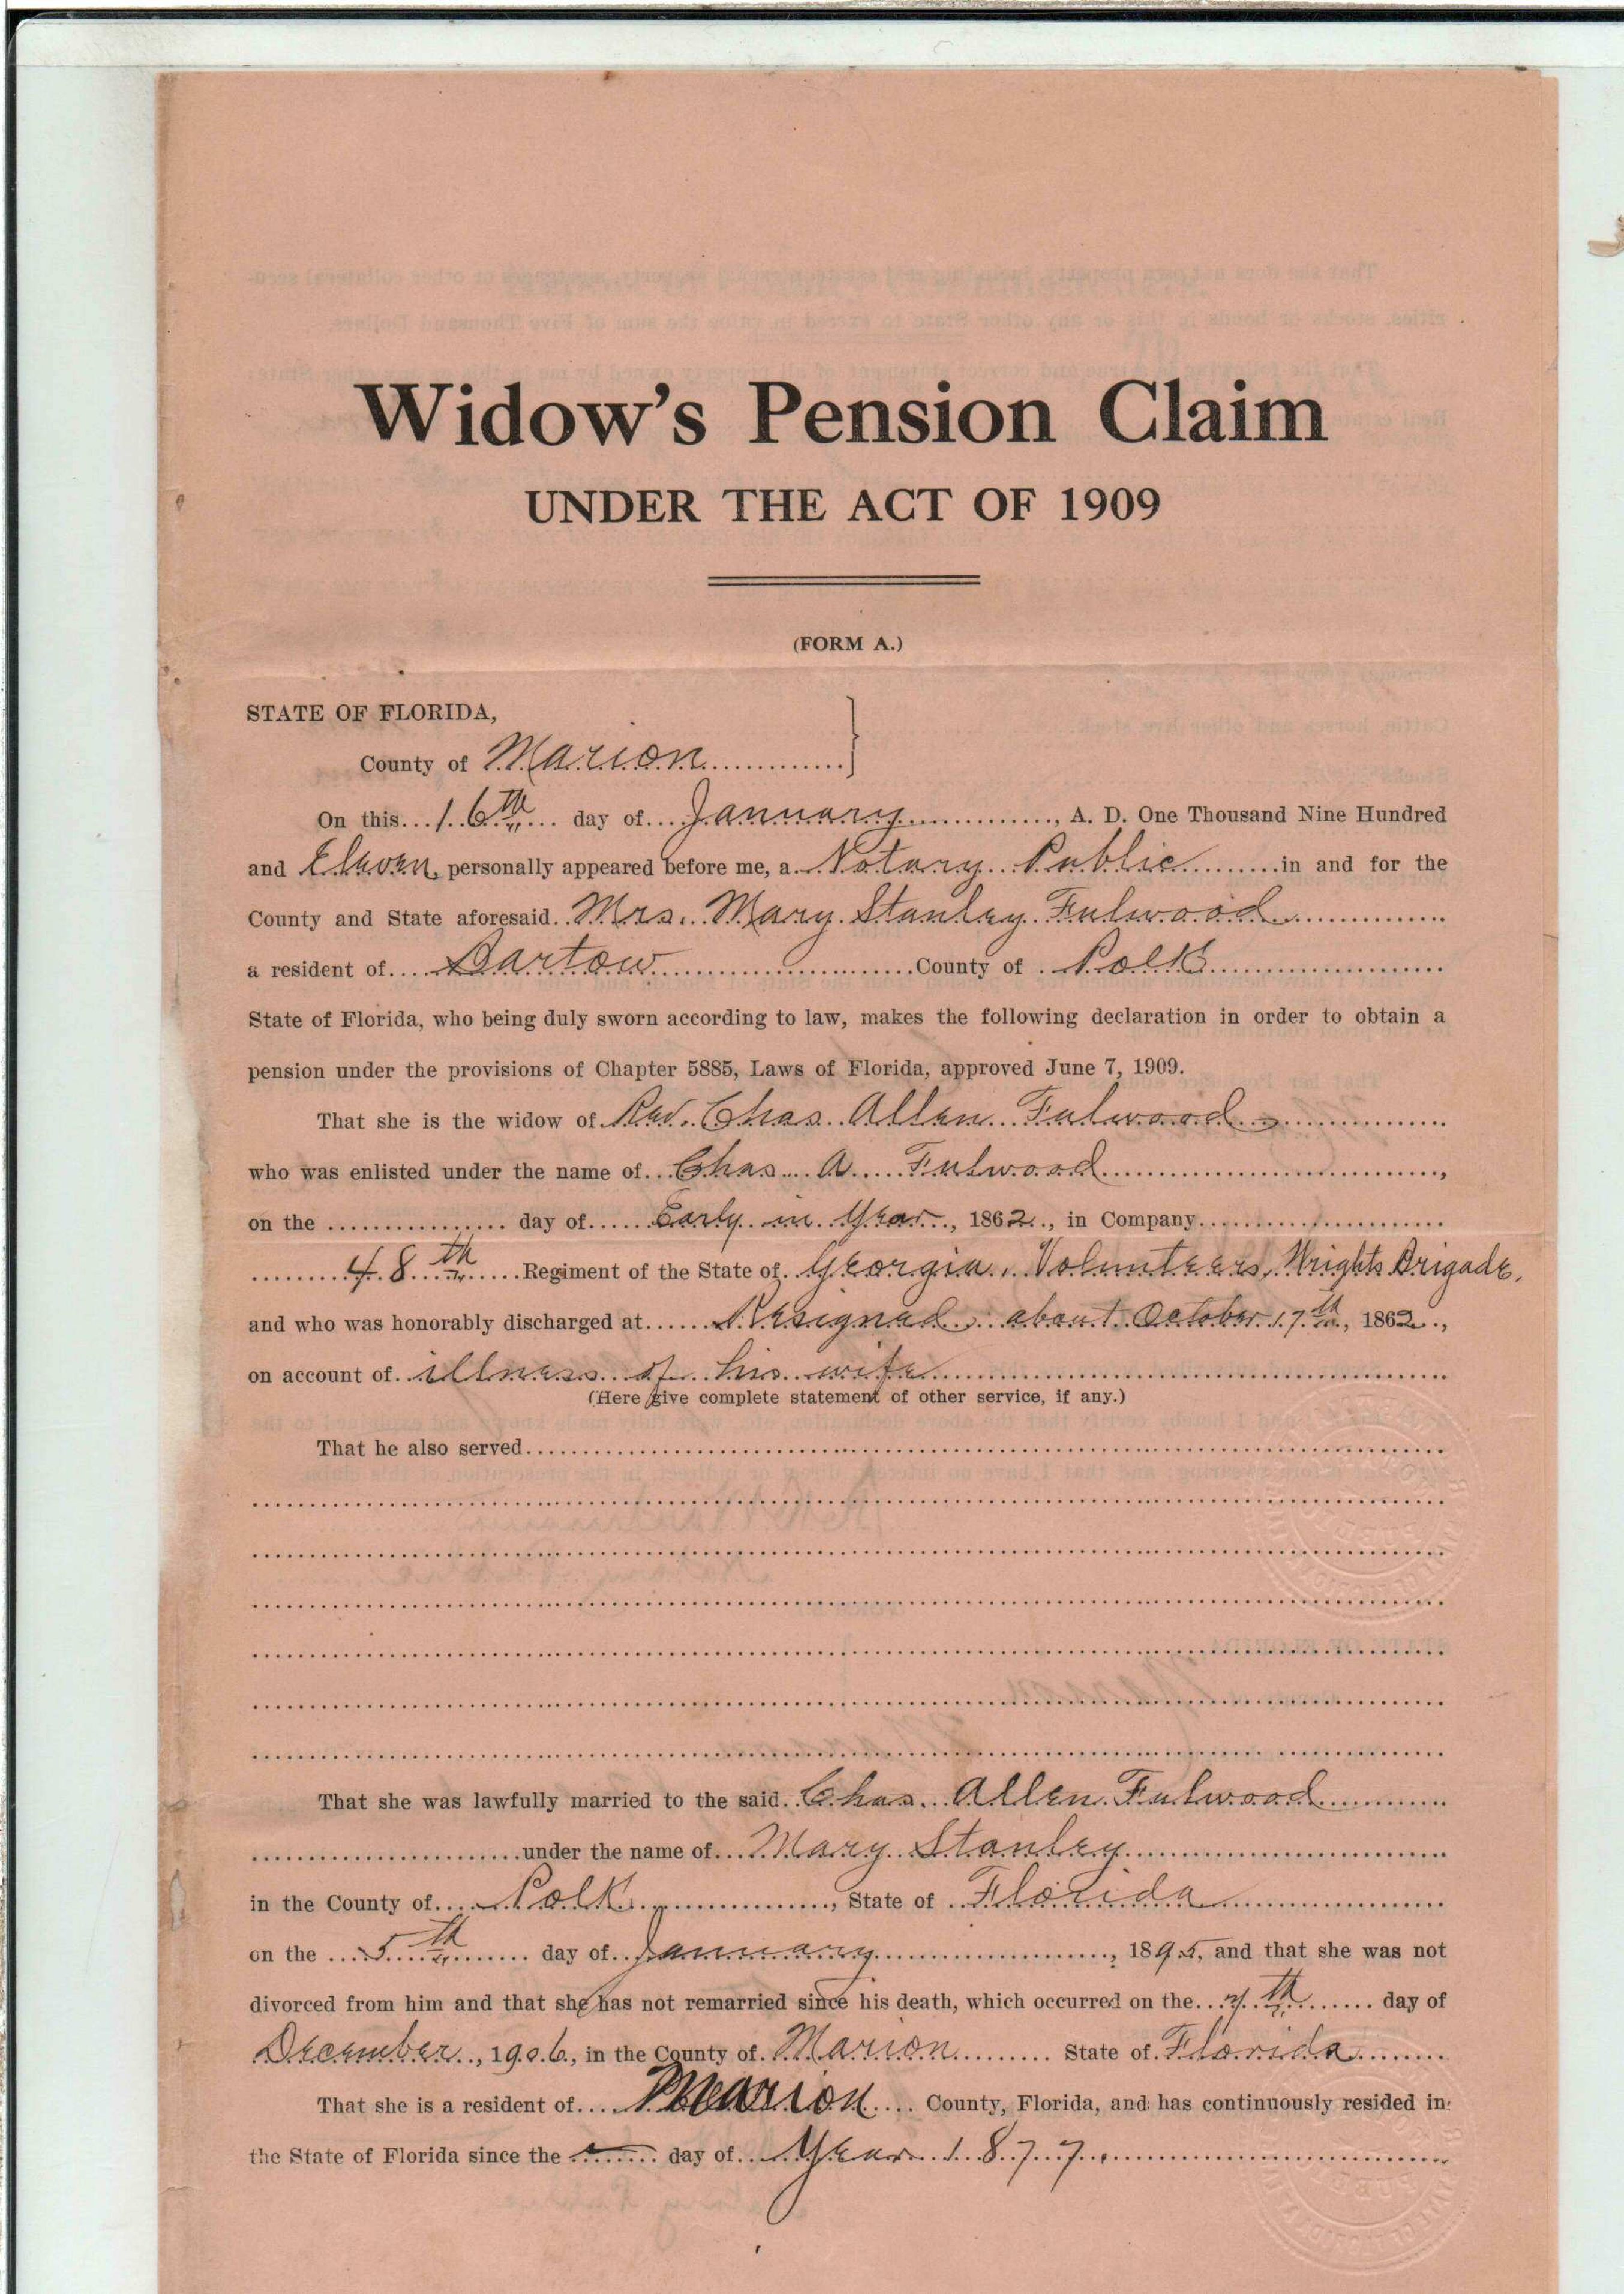 Widow's Pension Claim
UNDER THE ACT OF 1909
(FORM A.)
STATE OF FLORIDA,
County of Marion
On this 16th day of January, A. D. One Thousand Nine Hundred
and Eleven, personally appeared before me, a Notary Public in and for the
County and State aforesaid Mrs. Mary Stanley Fulwood
a resident of Bartow County of Polk
State of Florida, who being duly sworn according to law, makes the following declaration in order to obtain a
pension under the provisions of Chapter 5885, Laws of Florida, approved June 7, 1909.
That she is the widow of Rev. Chas. Allen Fulwood
who was enlisted under the name of Chas. A. Fulwood,
on the day of Early in Year, 1862, in Company
48th Regiment of the State of Georgia Volunteers, Wrights Brigade,
and who was honorably discharged at Resigned about October 17th, 1862,
on account of illness of his wife
(Here give complete statement of other service, if any.)
That he also served
That she was lawfully married to the said Chas. Allen Fulwood
under the name of Mary Stanley
in the County of Polk, State of Florida
on the 5th day of January, 1895, and that she was not
divorced from him and that she has not remarried since his death, which occurred on the th day of
December, 1906, in the County of Marion State of Florida
That she is a resident of Marion County, Florida, and has continuously resided in
the State of Florida since the day of Year 1877.